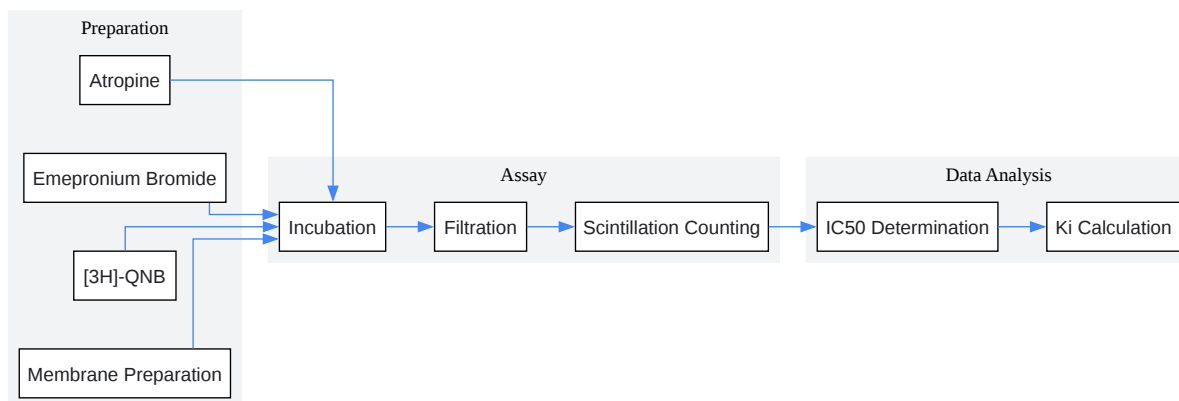 Preparation
Atropine
Emepronium Bromide
[3H]-QNB
Membrane Preparation
Assay
Incubation
Filtration
Scintillation Counting
Data Analysis
IC50 Determination
Ki Calculation